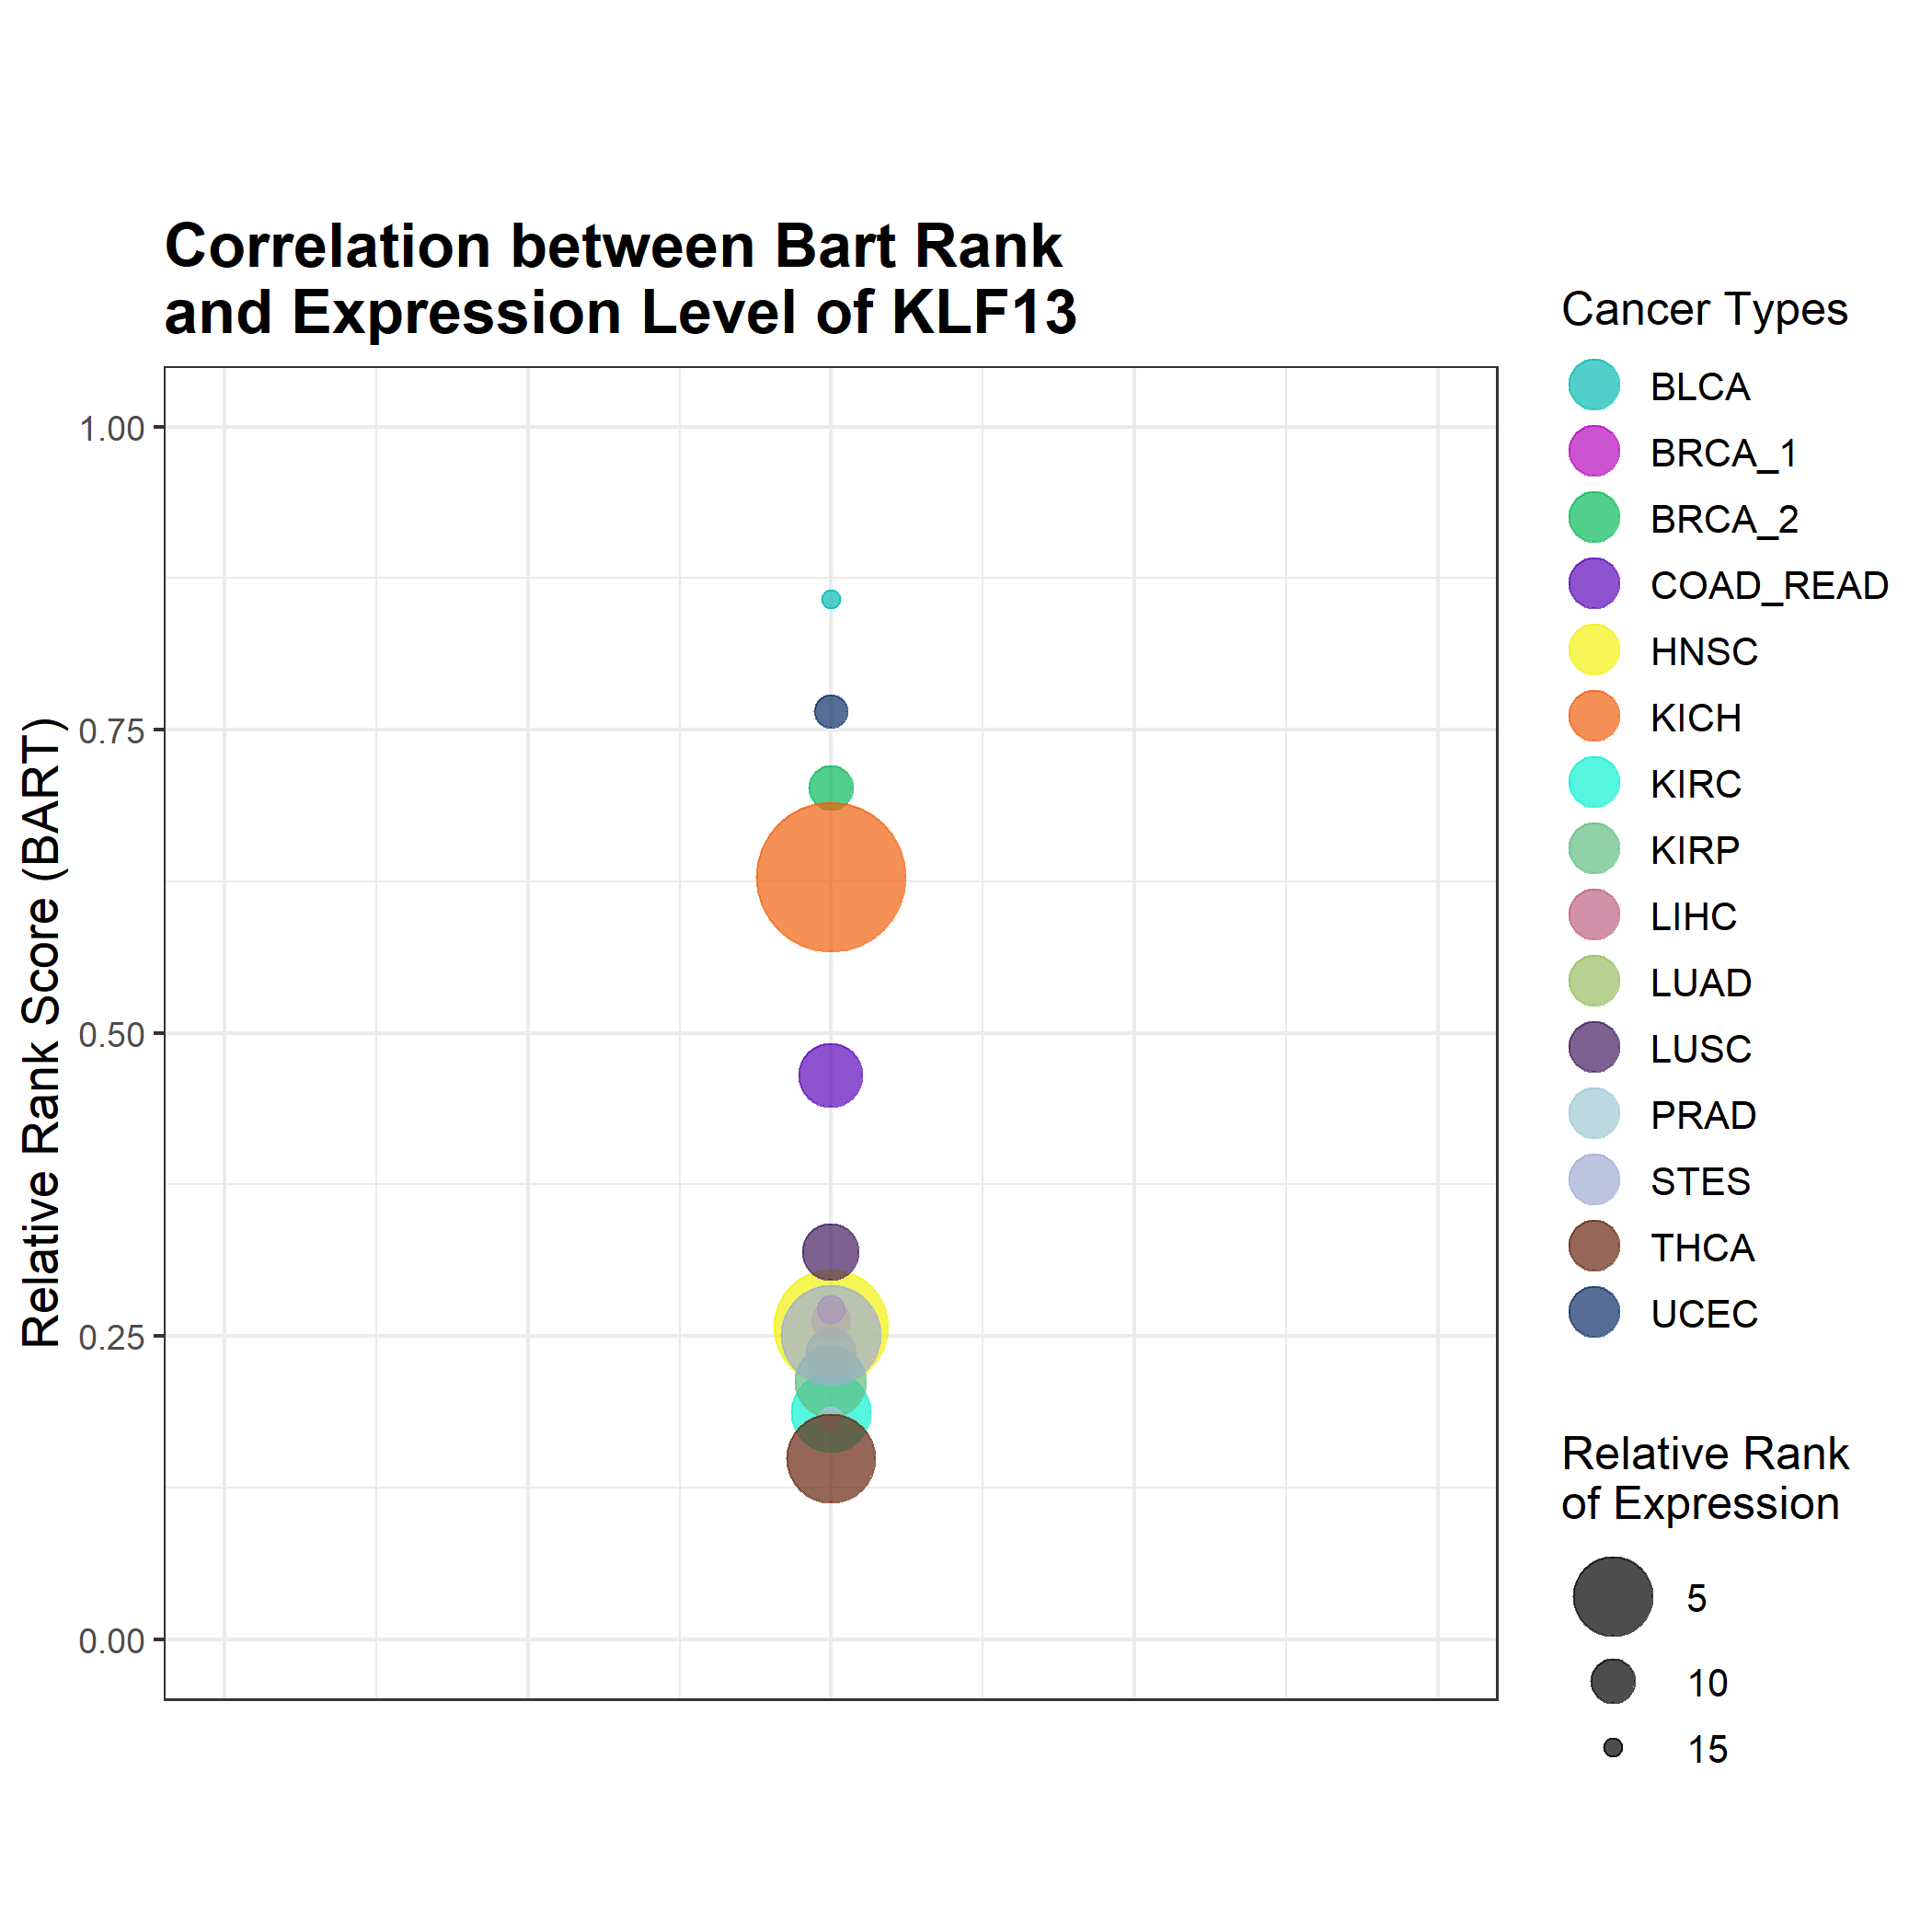 Correlation between Bart Rank
and Expression Level of KLF13
Relative Rank Score (BART)
1.00
0.75
0.50
0.25
0.00
Cancer Types
BLCA
BRCA_1
BRCA_2
COAD_READ
HNSC
KICH
KIRC
KIRP
LIHC
LUAD
LUSC
PRAD
STES
THCA
UCEC
Relative Rank
of Expression
5
10
15